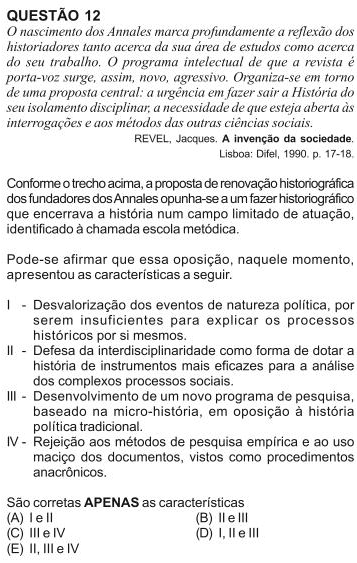 QUESTÃO 12
O nascimento dos Annales marca profundamente a reflexão dos
historiadores tanto acerca da sua área de estudos como acerca
do seu trabalho. O programa intelectual de que a revista é
porta-voz surge, assim, novo, agressivo. Organiza-se em torno
de uma proposta central: a urgência em fazer sair a História do
seu isolamento disciplinar, a necessidade de que esteja aberta às
interrogações e aos métodos das outras ciências sociais.
REVEL, Jacques. A invenção da sociedade.
Lisboa: Difel, 1990. p. 17-18.
Conforme o trecho acima, a proposta de renovação historiográfica
dos fundadores dos Annales opunha-se a um fazer historiográfico
que encerrava a história num campo limitado de atuação,
identificado à chamada escola metódica.
Pode-se afirmar que essa oposição, naquele momento,
apresentou as características a seguir.
I - Desvalorização dos eventos de natureza política, por
serem insuficientes para explicar os processos
históricos por si mesmos.
II - Defesa da interdisciplinaridade como forma de dotar a
história de instrumentos mais eficazes para a análise
dos complexos processos sociais.
III - Desenvolvimento de um novo programa de pesquisa,
baseado na micro-história, em oposição à história
política tradicional.
IV - Rejeição aos métodos de pesquisa empírica e ao uso
maciço dos documentos, vistos como procedimentos
anacrônicos.
São corretas APENAS as características
(A) I e II (B) II e III
(C) III e IV (D) I, II e III
(E) II, III e IV